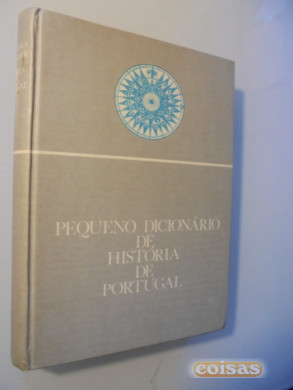 PEQUENO DICIONÁRIO
DE
HISTÓRIA
DE
PORTUGAL
coisas